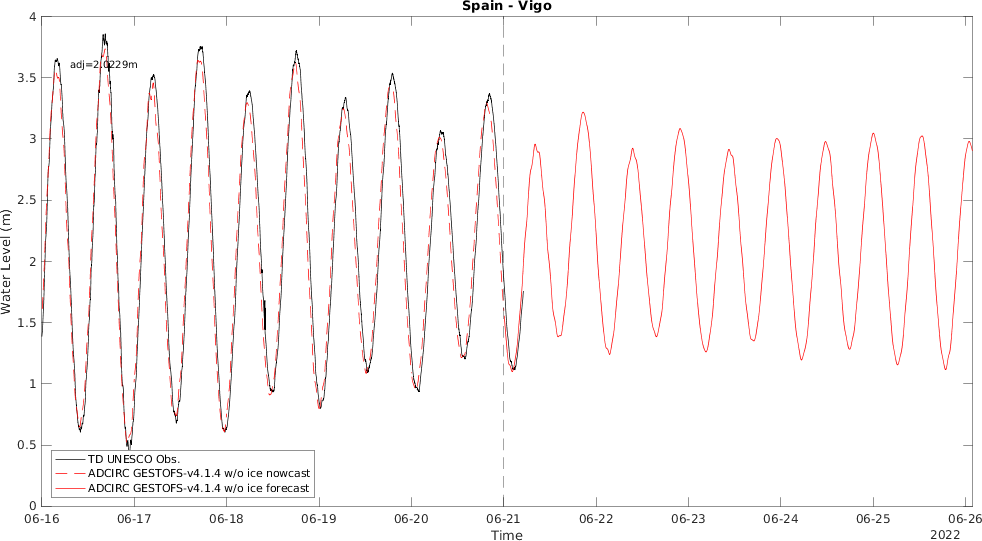 Spain - Vigo
4
adj=2.0229m
3.5
3
2.5
2
1.5
1
0.5
0
Water Level (m)
TD UNESCO Obs.
ADCIRC GESTOFS-v4.1.4 w/o ice nowcast
ADCIRC GESTOFS-v4.1.4 w/o ice forecast
06-16 06-17 06-18 06-19 06-20 06-21 06-22 06-23 06-24 06-25 06-26
Time
2022